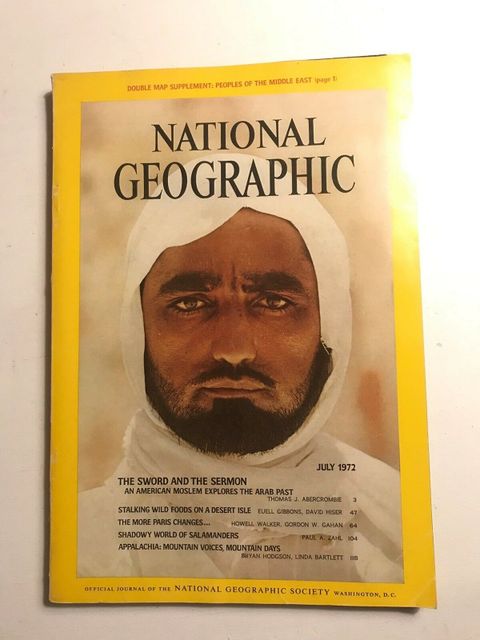 DOUBLE MAP SUPPLEMENT: PEOPLES OF THE MIDDLE EAST (page 1)
NATIONAL
GEOGRAPHIC
JULY 1972
THE SWORD AND THE SERMON
AN AMERICAN MOSLEM EXPLORES THE ARAB PAST
THOMAS J. ABERCROMBIE 3
STALKING WILD FOODS ON A DESERT ISLE EUELL GIBBONS, DAVID HISER 47
THE MORE PARIS CHANGES... HOWELL WALKER, GORDON W. GAHAN 64
SHADOWY WORLD OF SALAMANDERS PAUL A. ZAHL 104
APPALACHIA: MOUNTAIN VOICES, MOUNTAIN DAYS
BRYAN HODGSON, LINDA BARTLETT 118
OFFICIAL JOURNAL OF THE NATIONAL GEOGRAPHIC SOCIETY WASHINGTON, D.C.